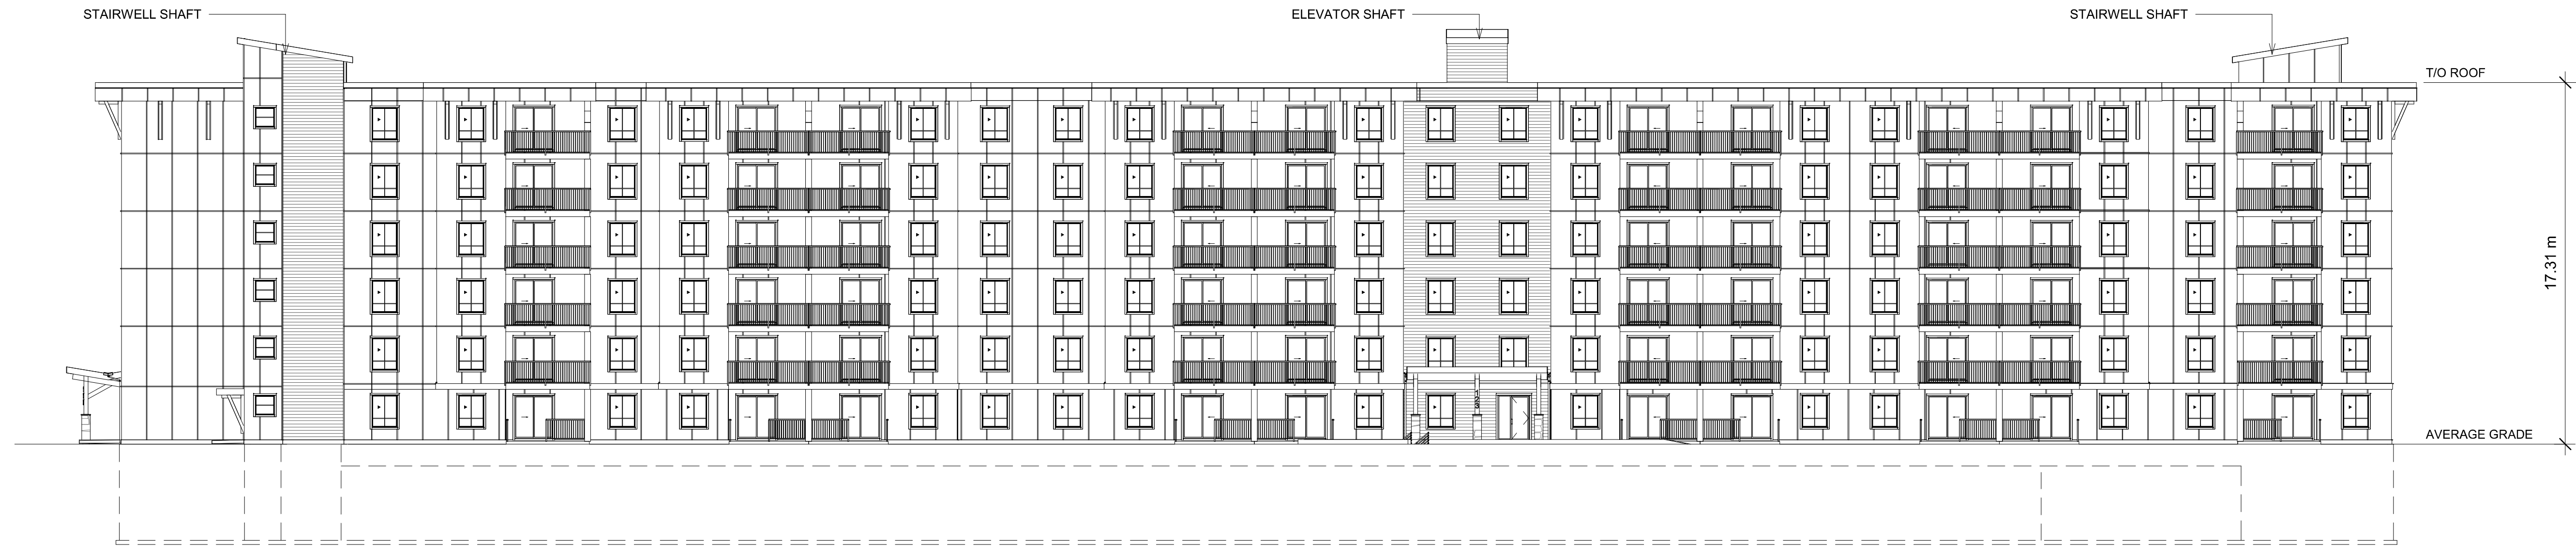 STAIRWELL SHAFT
ELEVATOR SHAFT
STAIRWELL SHAFT
T/O ROOF
17.31 m
AVERAGE GRADE